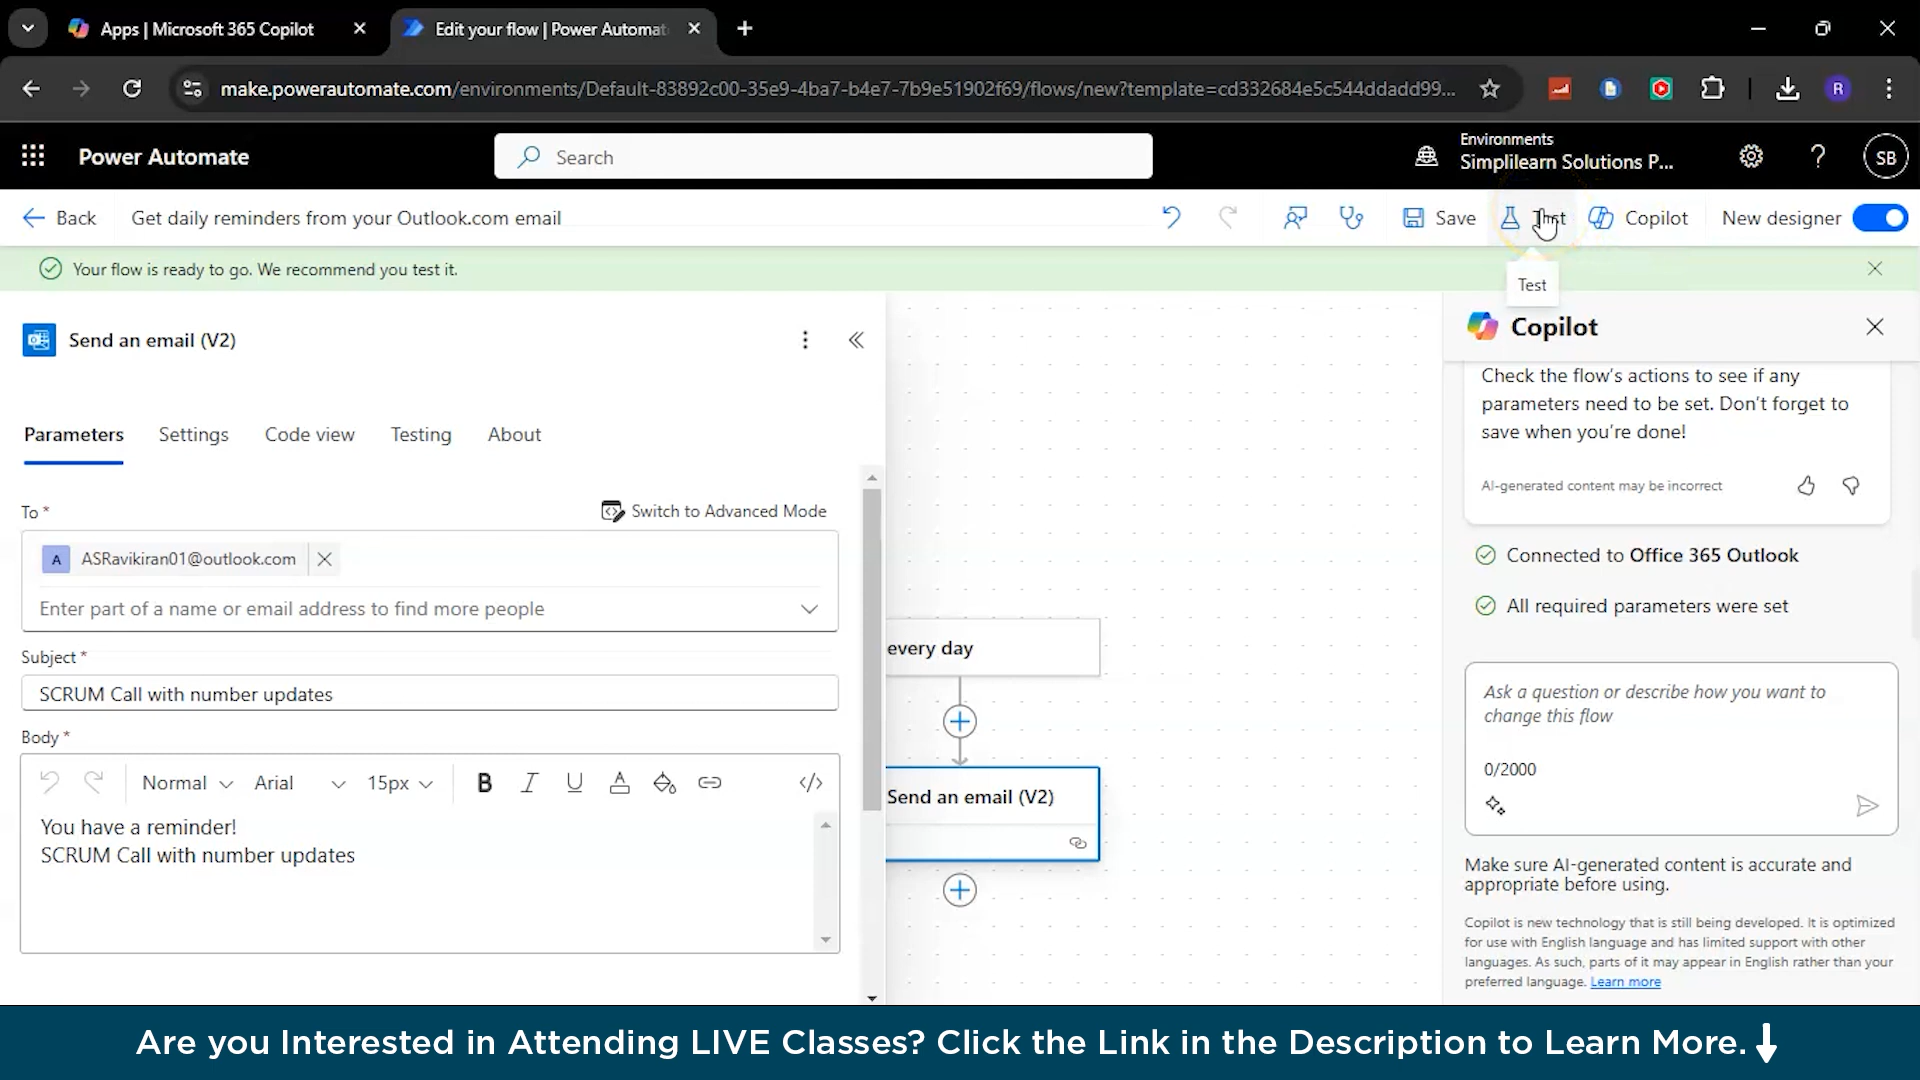 Apps | Microsoft 365 Copilot
Edit your flow | Power Automat
make.powerautomate.com/environments/Default-83892c00-35e9-4ba7-b4e7-7b9e51902f69/flows/new?template=cd332684e5c544ddadd99...
R
Power Automate
Search
Environments
Simplilearn Solutions P...
?
SB
Back
Get daily reminders from your Outlook.com email
Save
Test
Copilot
New designer
Your flow is ready to go. We recommend you test it.
Test
Send an email (V2)
Parameters
Settings
Code view
Testing
About
To *
Switch to Advanced Mode
A
ASRavikiran01@outlook.com
Enter part of a name or email address to find more people
Subject *
SCRUM Call with number updates
Body *
Normal
Arial
15px
B
I
U
A
You have a reminder!
SCRUM Call with number updates
every day
Send an email (V2)
Copilot
Check the flow's actions to see if any
parameters need to be set. Don't forget to
save when you're done!
AI-generated content may be incorrect
Connected to Office 365 Outlook
All required parameters were set
Ask a question or describe how you want to
change this flow
0/2000
Make sure AI-generated content is accurate and
appropriate before using.
Copilot is new technology that is still being developed. It is optimized
for use with English language and has limited support with other
languages. As such, parts of it may appear in English rather than your
preferred language. Learn more
Are you Interested in Attending LIVE Classes? Click the Link in the Description to Learn More.